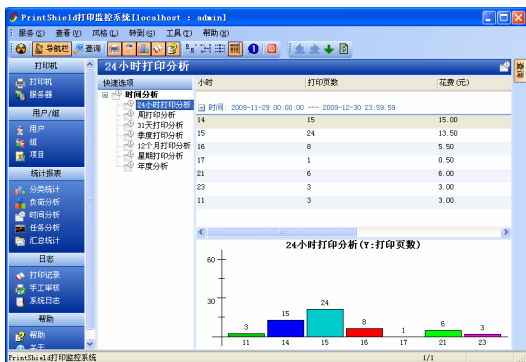 PrintShield打印监控系统[localhost : admin]
服务(S) 查看(V) 风格(L) 转到(G) 工具(T) 帮助(H)
导航栏 查询
打印机
打印机
服务器
用户/组
用户
组
项目
统计报表
分类统计
负荷分析
时间分析
任务分析
汇总统计
日志
打印记录
手工审核
系统日志
帮助
帮助
关于
24小时打印分析
快速选项
时间分析
24小时打印分析
周打印分析
31天打印分析
季度打印分析
12个月打印分析
星期打印分析
年度分析
小时 打印页数 花费(元)
时间: 2009-11-29 00:00:00 --- 2009-12-30 23:59:59
14 15 15.00
15 24 13.50
16 8 5.50
17 1 0.50
21 6 6.00
23 3 3.00
11 3 3.00
24小时打印分析(Y:打印页数)
60
30
3 15 24 8 1 6 3
11 14 15 16 17 21 23
PrintShield打印监控系统 1/1